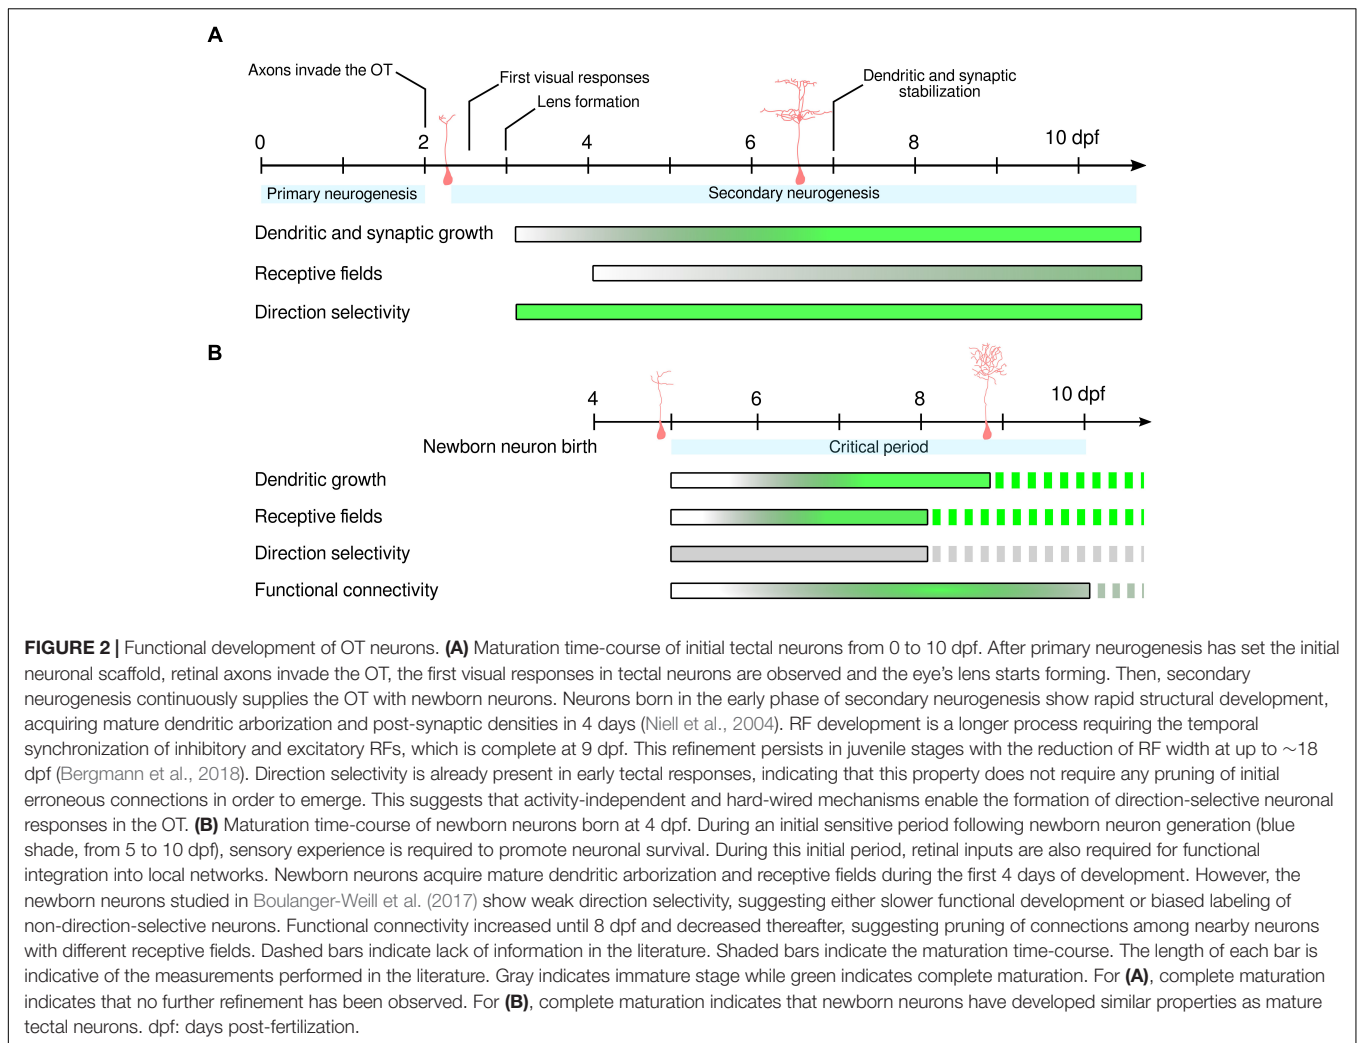 A
Axons invade the OT
First visual responses
Lens formation
Dendritic and synaptic
stabilization
0 2 4 6 8 10 dpf
Primary neurogenesis
Secondary neurogenesis
Dendritic and synaptic growth
Receptive fields
Direction selectivity
B
4 6 8 10 dpf
Newborn neuron birth
Critical period
Dendritic growth
Receptive fields
Direction selectivity
Functional connectivity
FIGURE 2 | Functional development of OT neurons. (A) Maturation time-course of initial tectal neurons from 0 to 10 dpf. After primary neurogenesis has set the initial
neuronal scaffold, retinal axons invade the OT, the first visual responses in tectal neurons are observed and the eye's lens starts forming. Then, secondary
neurogenesis continuously supplies the OT with newborn neurons. Neurons born in the early phase of secondary neurogenesis show rapid structural development,
acquiring mature dendritic arborization and post-synaptic densities in 4 days (Niell et al., 2004). RF development is a longer process requiring the temporal
synchronization of inhibitory and excitatory RFs, which is complete at 9 dpf. This refinement persists in juvenile stages with the reduction of RF width at up to ∼18
dpf (Bergmann et al., 2018). Direction selectivity is already present in early tectal responses, indicating that this property does not require any pruning of initial
erroneous connections in order to emerge. This suggests that activity-independent and hard-wired mechanisms enable the formation of direction-selective neuronal
responses in the OT. (B) Maturation time-course of newborn neurons born at 4 dpf. During an initial sensitive period following newborn neuron generation (blue
shade, from 5 to 10 dpf), sensory experience is required to promote neuronal survival. During this initial period, retinal inputs are also required for functional
integration into local networks. Newborn neurons acquire mature dendritic arborization and receptive fields during the first 4 days of development. However, the
newborn neurons studied in Boulanger-Weill et al. (2017) show weak direction selectivity, suggesting either slower functional development or biased labeling of
non-direction-selective neurons. Functional connectivity increased until 8 dpf and decreased thereafter, suggesting pruning of connections among nearby neurons
with different receptive fields. Dashed bars indicate lack of information in the literature. Shaded bars indicate the maturation time-course. The length of each bar is
indicative of the measurements performed in the literature. Gray indicates immature stage while green indicates complete maturation. For (A), complete maturation
indicates that no further refinement has been observed. For (B), complete maturation indicates that newborn neurons have developed similar properties as mature
tectal neurons. dpf: days post-fertilization.